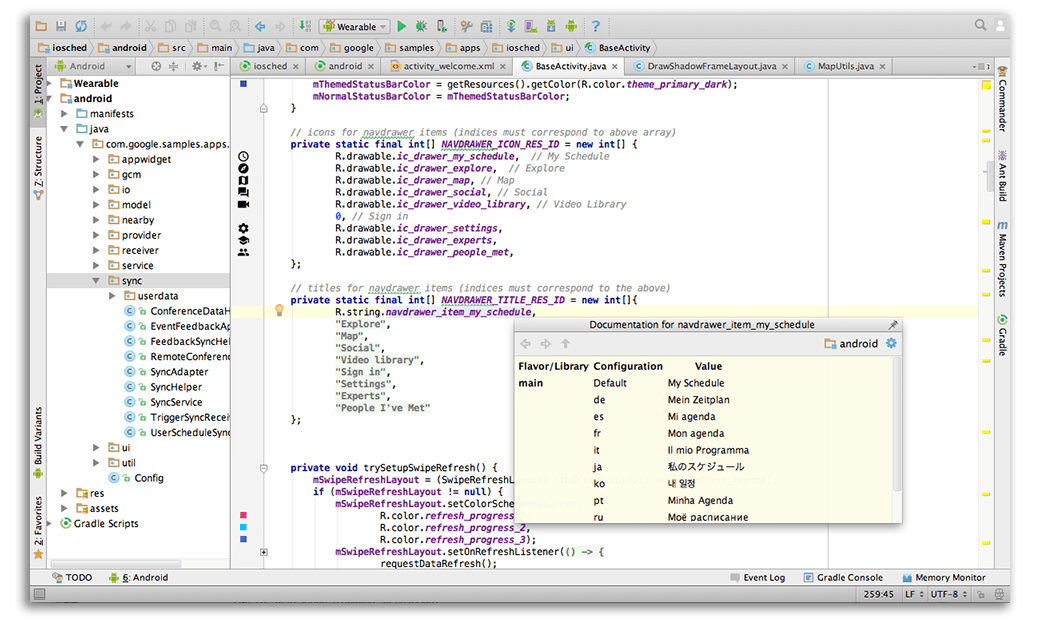 Wearable
?
iosched android src main java com google samples apps iosched ui BaseActivity
Android
iosched × android × activity_welcome.xml × BaseActivity.java × DrawShadowFrameLayout.java × MapUtils.java ×
1: Project
Z: Structure
Build Variants
2: Favorites
Wearable
android
manifests
java
com.google.samples.apps.
appwidget
gcm
io
model
nearby
provider
receiver
service
sync
userdata
ConferenceDataH
EventFeedbackAp
FeedbackSyncHel
RemoteConferenc
SyncAdapter
SyncHelper
SyncService
TriggerSyncRecei
UserScheduleSync
ui
util
Config
res
assets
Gradle Scripts
mThemedStatusBarColor = getResources().getColor(R.color.theme_primary_dark);
mNormalStatusBarColor = mThemedStatusBarColor;
}
// icons for navdrawer items (indices must correspond to above array)
private static final int[] NAVDRAWER_ICON_RES_ID = new int[] {
R.drawable.ic_drawer_my_schedule, // My Schedule
R.drawable.ic_drawer_explore, // Explore
R.drawable.ic_drawer_map, // Map
R.drawable.ic_drawer_social, // Social
R.drawable.ic_drawer_video_library, // Video Library
0, // Sign in
R.drawable.ic_drawer_settings,
R.drawable.ic_drawer_experts,
R.drawable.ic_drawer_people_met,
};
// titles for navdrawer items (indices must correspond to the above)
private static final int[] NAVDRAWER_TITLE_RES_ID = new int[]{
R.string.navdrawer_item_my_schedule,
"Explore",
"Map",
"Social",
"Video library",
"Sign in",
"Settings",
"Experts",
"People I've Met"
};
private void trySetupSwipeRefresh() {
mSwipeRefreshLayout = (SwipeRefreshL
if (mSwipeRefreshLayout != null) {
mSwipeRefreshLayout.setColorSche
R.color.refresh_progress_
R.color.refresh_progress_2,
R.color.refresh_progress_3);
mSwipeRefreshLayout.setOnRefreshListener(() -> {
requestDataRefresh();
Documentation for navdrawer_item_my_schedule
android
Flavor/Library Configuration Value
main Default My Schedule
de Mein Zeitplan
es Mi agenda
fr Mon agenda
it Il mio Programma
ja 私のスケジュール
ko 내 일정
pt Minha Agenda
ru Моё расписание
Commander
Ant Build
m Maven Projects
Gradle
TODO 6: Android Event Log Gradle Console Memory Monitor
259:45 LF UTF-8